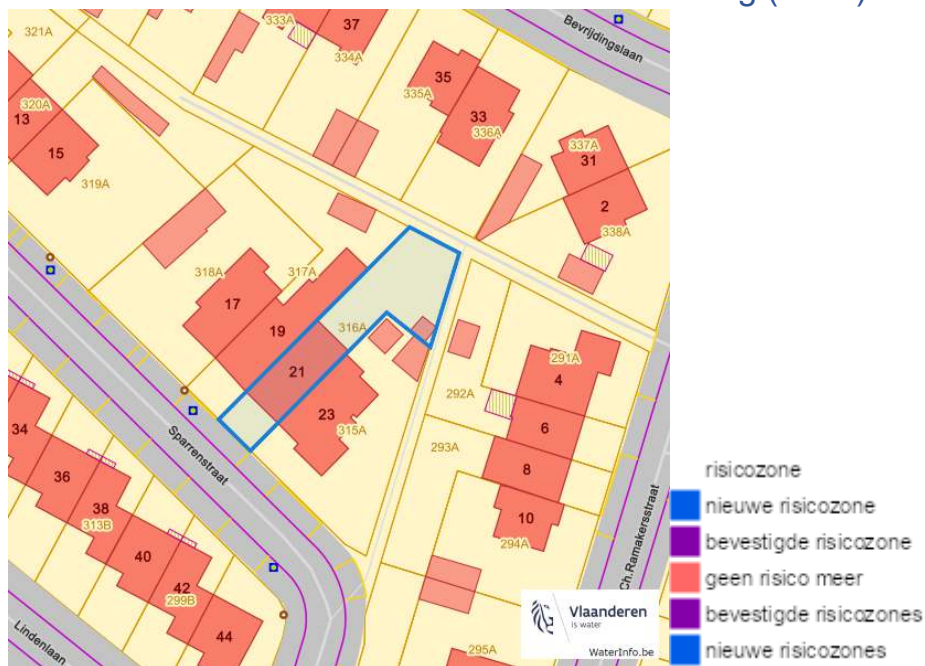 333A
37
334A
Bevrijdingslaan
321A
35
335A
33
336A
320A
13
15
337A
31
319A
2
338A
318A
317A
17
19
316A
21
291A
4
292A
23
315A
6
293A
34
Sparrenstraat
8
36
38
313B
10
294A
40
42
299B
44
Ch.Ramakersstraat
Lindenlaan
295A
Vlaanderen
is water
WaterInfo.be
risicozone
nieuwe risicozone
bevestigde risicozone
geen risico meer
bevestigde risicozones
nieuwe risicozones